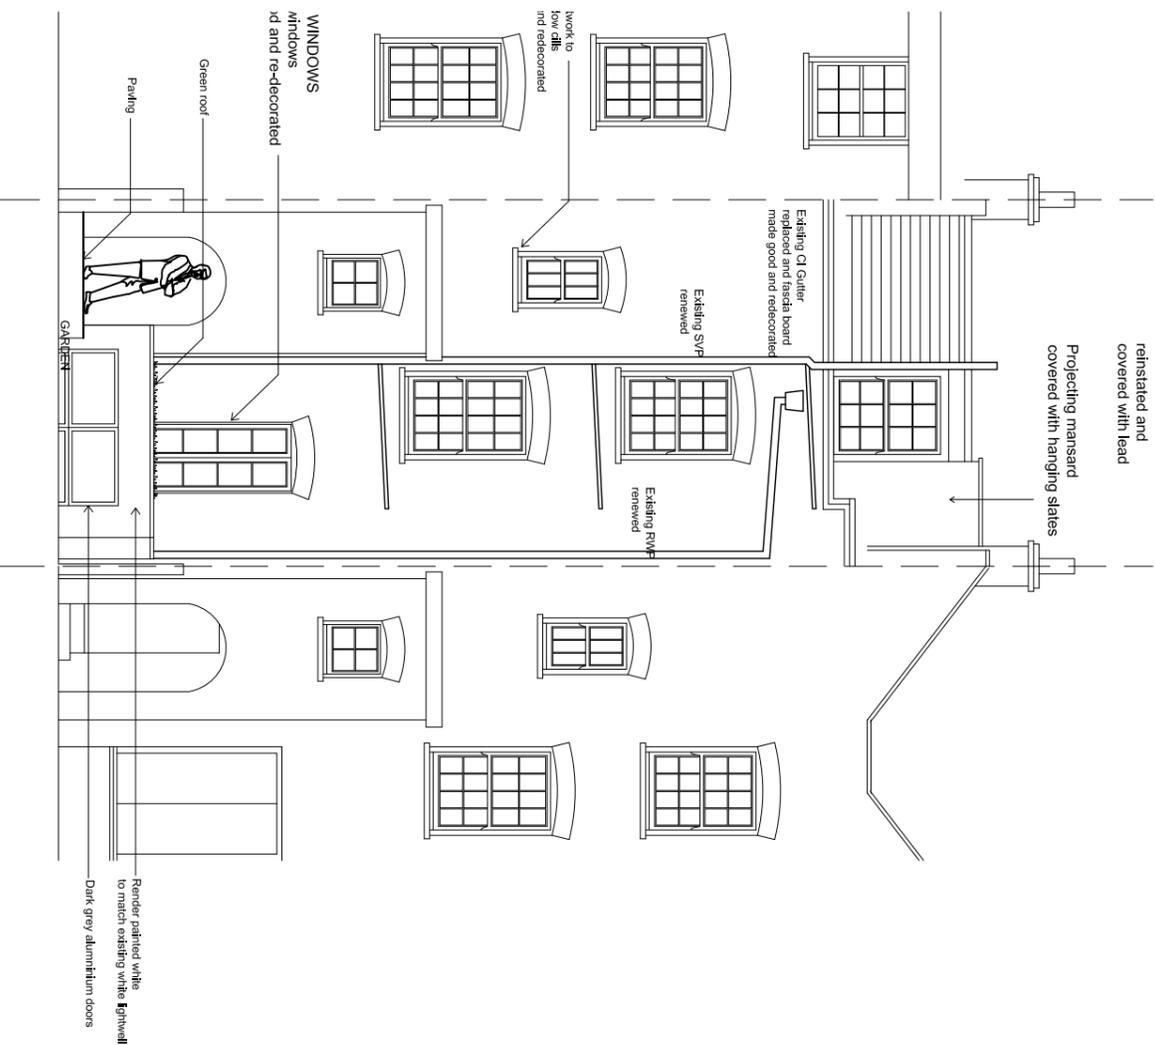 reinstated and
covered with lead
Projecting mansard
covered with hanging slates
Existing CI Gutter
replaced and fascia board
made good and redecorated
Existing SVP
renewed
Existing RWP
renewed
twork to
low cills
nd redecorated
WINDOWS
windows
d and re-decorated
Green roof
Paving
GARDEN
Render painted white
to match existing white lightwell
Dark grey alumninium doors